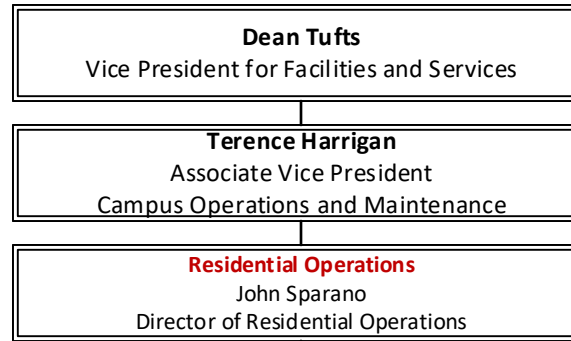 Dean Tufts
Vice President for Facilities and Services
Terence Harrigan
Associate Vice President
Campus Operations and Maintenance
Residential Operations
John Sparano
Director of Residential Operations